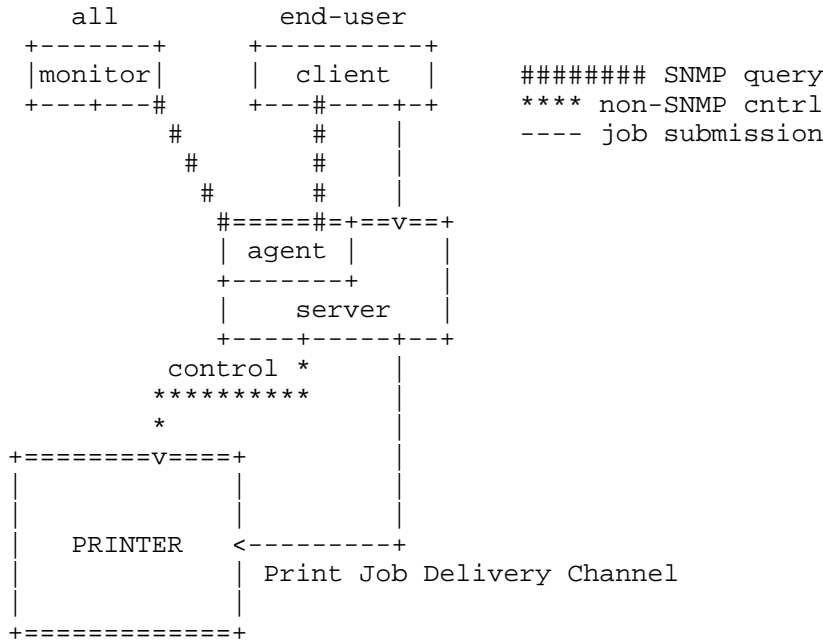 all end-user
monitor client ######## SNMP query
**** non-SNMP cntrl
---- job submission
agent
server
control
PRINTER
Print Job Delivery Channel